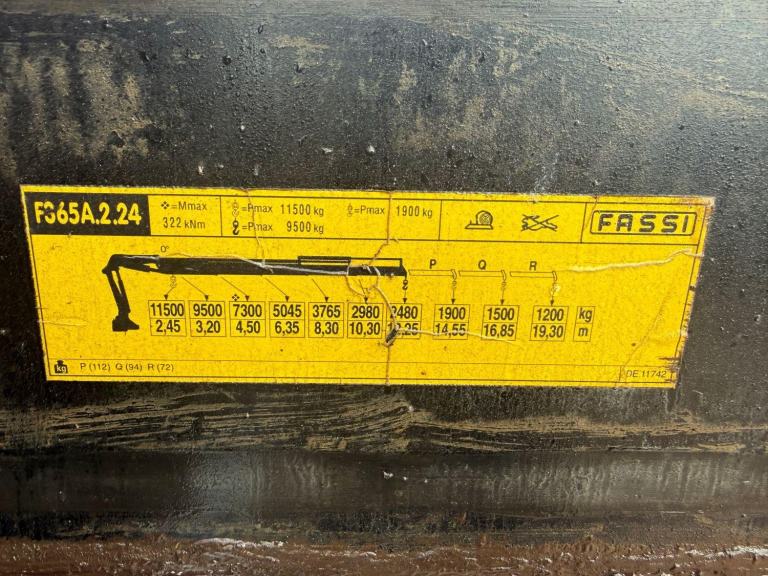 F365A.2.24
=Mmax
322 kNm
=Pmax 11500 kg
=Pmax 9500 kg
=Pmax 1900 kg
FASSI
0°
P Q R
11500 9500 7300 5045 3765 2980 2480 1900 1500 1200 kg
2,45 3,20 4,50 6,35 8,30 10,30 12,25 14,55 16,85 19,30 m
kg P (112) Q (94) R (72)
DE.11742